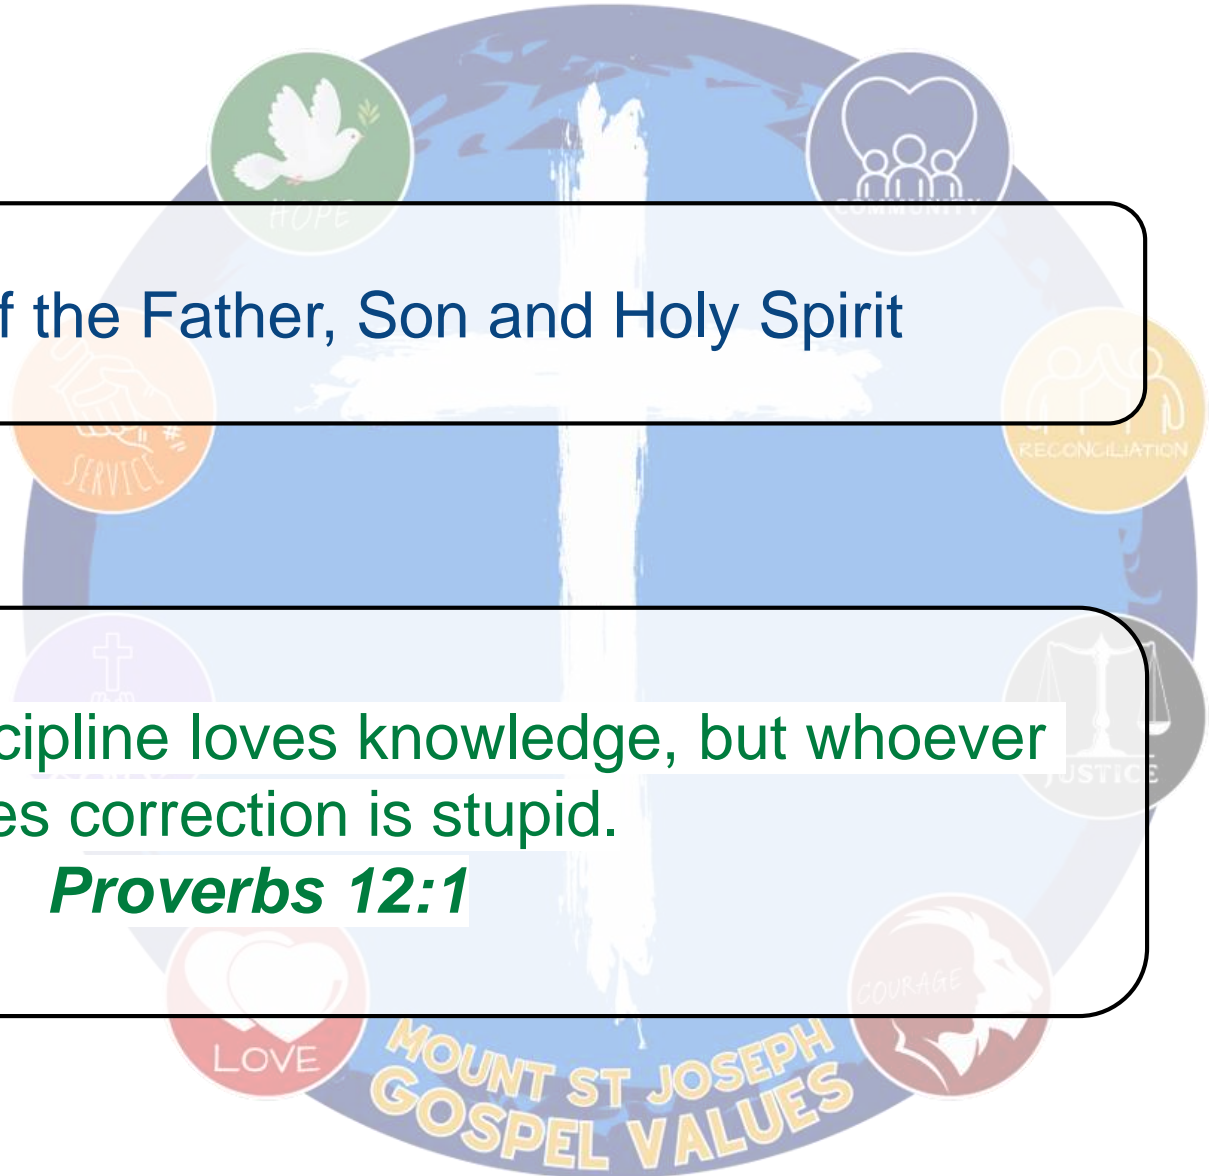 HOPE
COMMUNITY
f the Father, Son and Holy Spirit
SERVICE
RECONCILIATION
cipline loves knowledge, but whoever
es correction is stupid.
JUSTICE
Proverbs 12:1
COURAGE
LOVE
MOUNT ST JOSEPH
GOSPEL VALUES